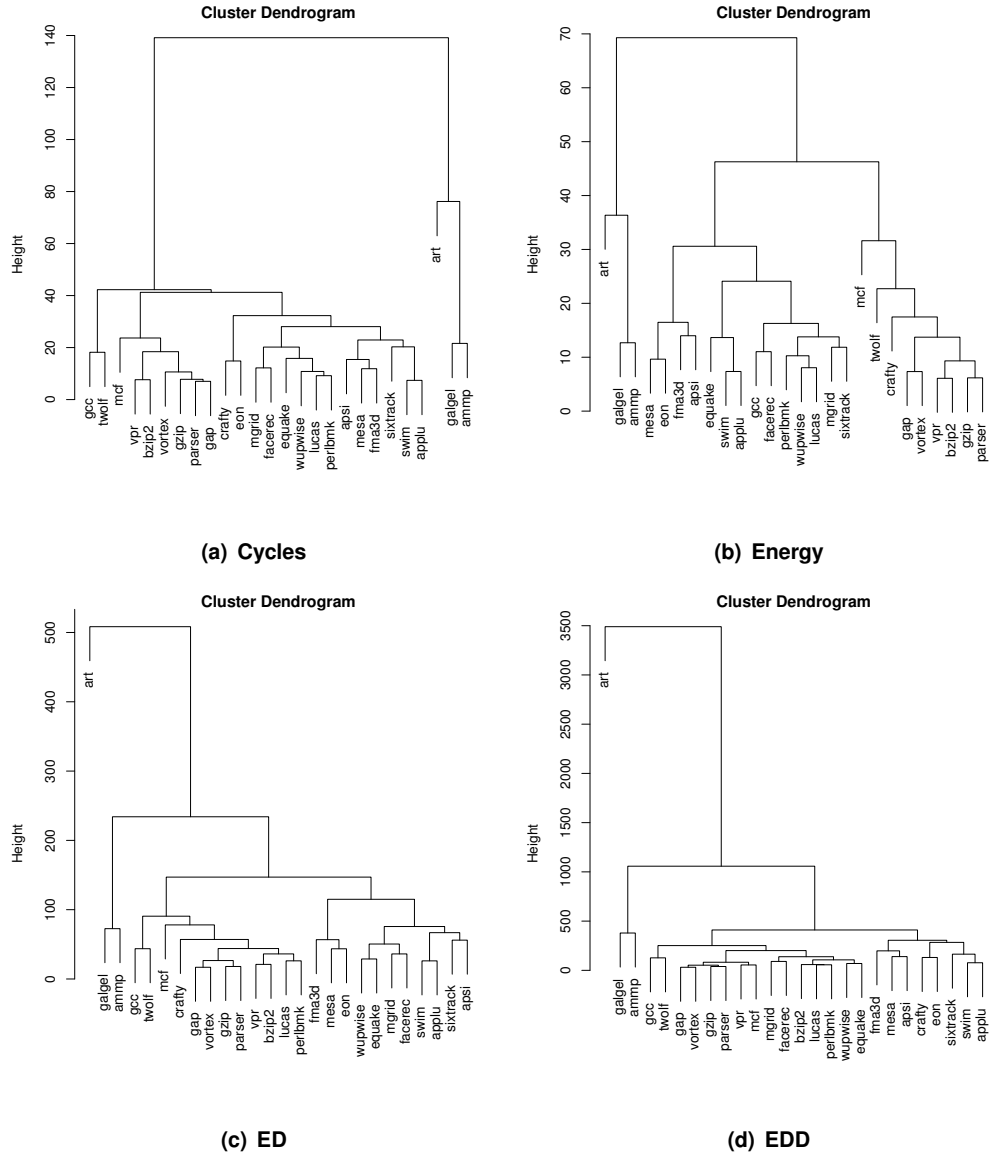 Cluster Dendrogram
Height
0
20
40
60
80
100
120
140
gcc
twolf
mcf
vpr
bzip2
vortex
gzip
parser
gap
crafty
eon
mgrid
facerec
equake
wupwise
lucas
perlbmk
apsi
mesa
fma3d
sixtrack
swim
applu
art
galgel
ammp
(a) Cycles
Cluster Dendrogram
Height
0
10
20
30
40
50
60
70
art
galgel
ammp
mesa
eon
fma3d
apsi
equake
swim
applu
gcc
facerec
perlbmk
wupwise
lucas
mgrid
sixtrack
mcf
twolf
crafty
gap
vortex
vpr
bzip2
gzip
parser
(b) Energy
Cluster Dendrogram
Height
0
100
200
300
400
500
art
galgel
ammp
gcc
twolf
mcf
crafty
gap
vortex
gzip
parser
vpr
bzip2
lucas
perlbmk
fma3d
mesa
eon
wupwise
equake
mgrid
facerec
swim
applu
sixtrack
apsi
(c) ED
Cluster Dendrogram
Height
0
500
1000
1500
2000
2500
3000
3500
art
galgel
ammp
gcc
twolf
gap
vortex
gzip
parser
vpr
mcf
mgrid
facerec
bzip2
lucas
perlbmk
wupwise
equake
fma3d
mesa
apsi
crafty
eon
sixtrack
swim
applu
(d) EDD